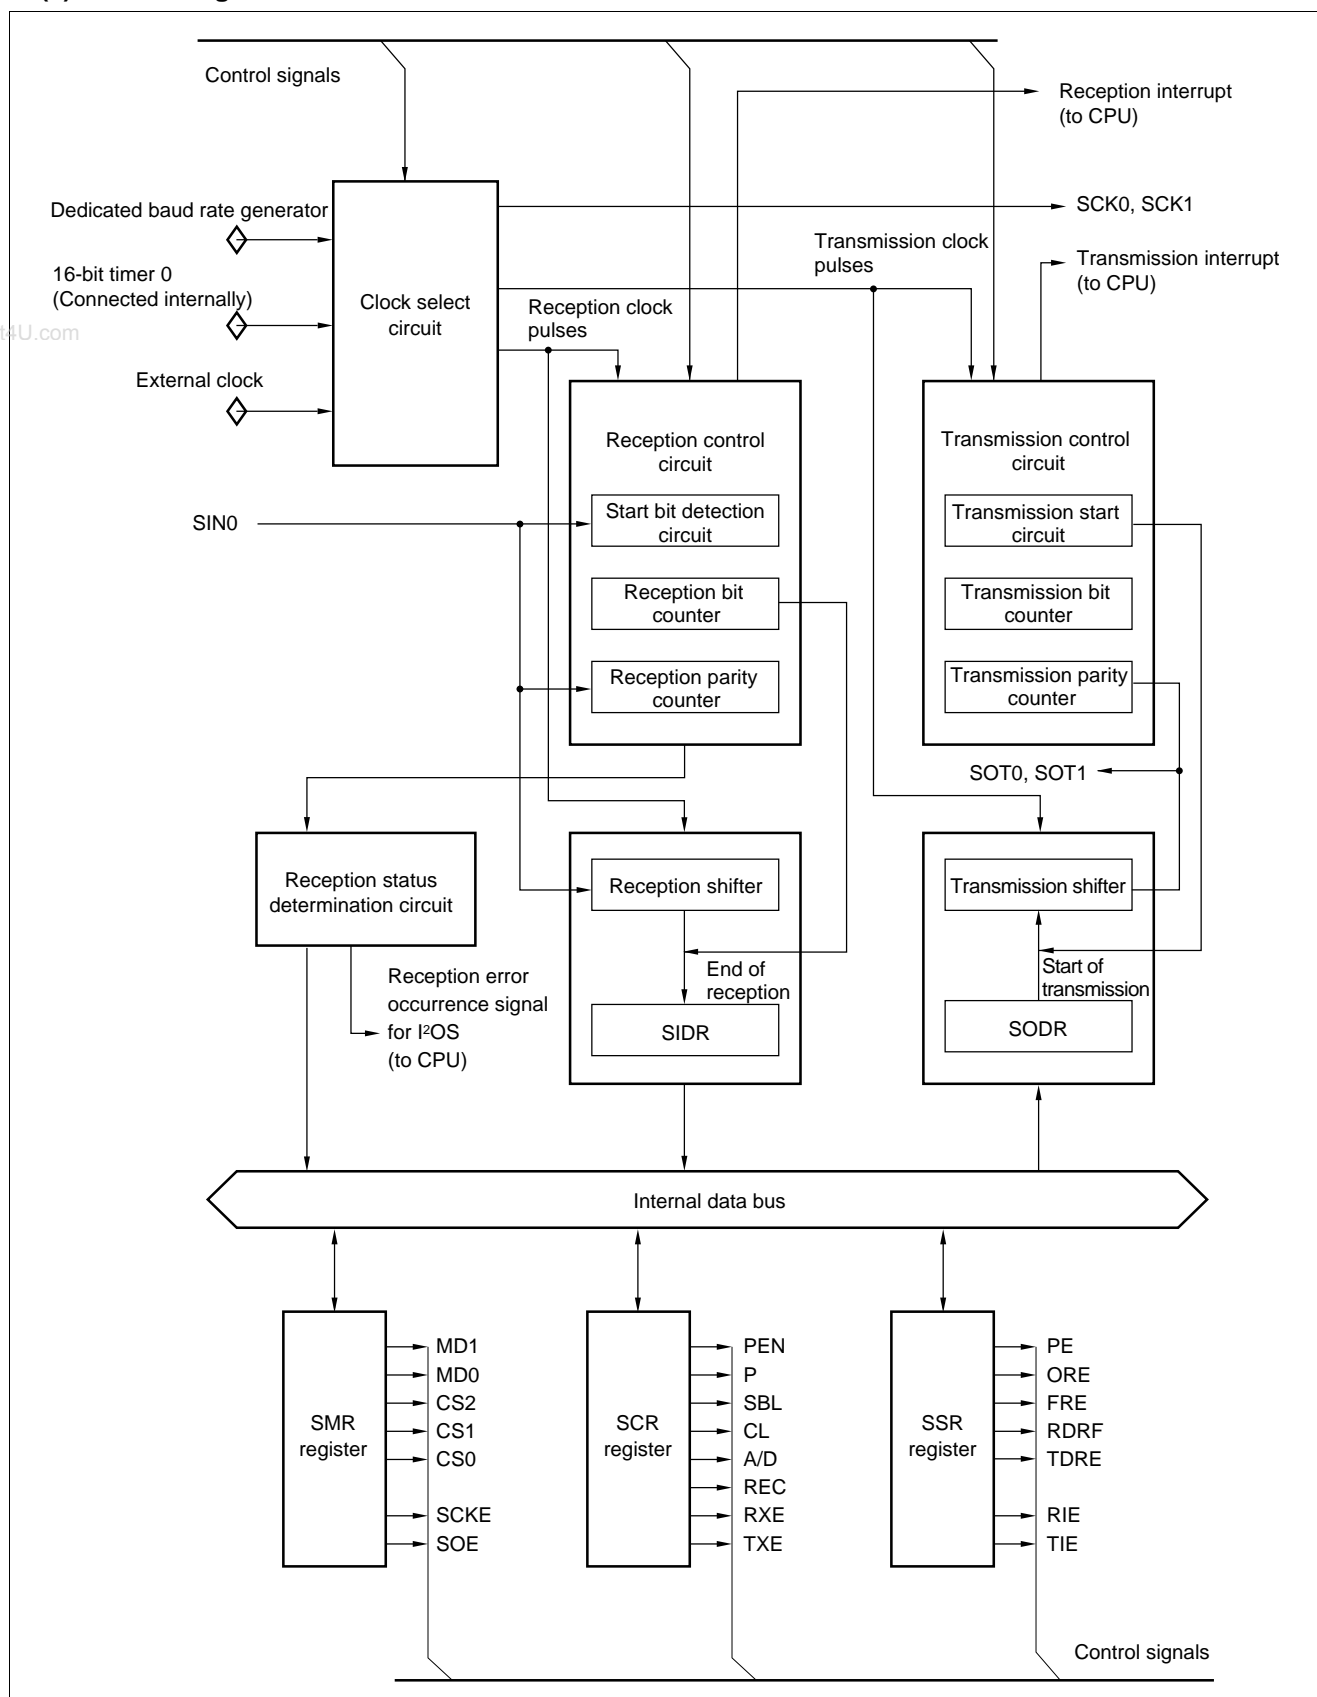 Control signals
Reception interrupt
(to CPU)
Dedicated baud rate generator
SCK0, SCK1
Transmission clock
pulses
Transmission interrupt
(to CPU)
16-bit timer 0
(Connected internally)
Clock select
circuit
Reception clock
pulses
t4U.com
External clock
Reception control
circuit
Transmission control
circuit
SIN0
Start bit detection
circuit
Transmission start
circuit
Reception bit
counter
Transmission bit
counter
Reception parity
counter
Transmission parity
counter
SOT0, SOT1
Reception status
determination circuit
Reception shifter
Transmission shifter
Reception error
occurrence signal
for I²OS
(to CPU)
End of
reception
Start of
transmission
SIDR
SODR
Internal data bus
SMR
register
MD1
MD0
CS2
CS1
CS0
SCKE
SOE
SCR
register
PEN
P
SBL
CL
A/D
REC
RXE
TXE
SSR
register
PE
ORE
FRE
RDRF
TDRE
RIE
TIE
Control signals